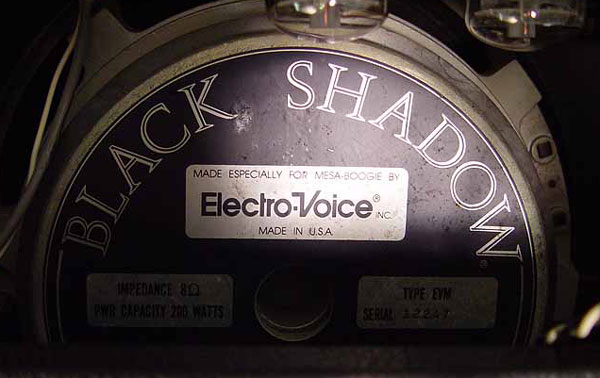 BLACK SHADOW
MADE ESPECIALLY FOR MESA-BOOGIE BY
Electro-Voice® INC.
MADE IN U.S.A.
IMPEDANCE 8Ω
PWR CAPACITY 200 WATTS
TYPE EVM
SERIAL 12247